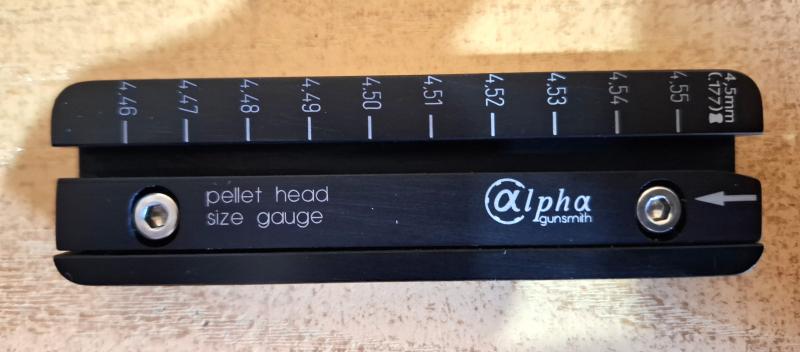 4.46
4.47
4.48
4.49
4.50
4.51
4.52
4.53
4.54
4.55
4.5mm
(.177)
pellet head
size gauge
alpha
gunsmith